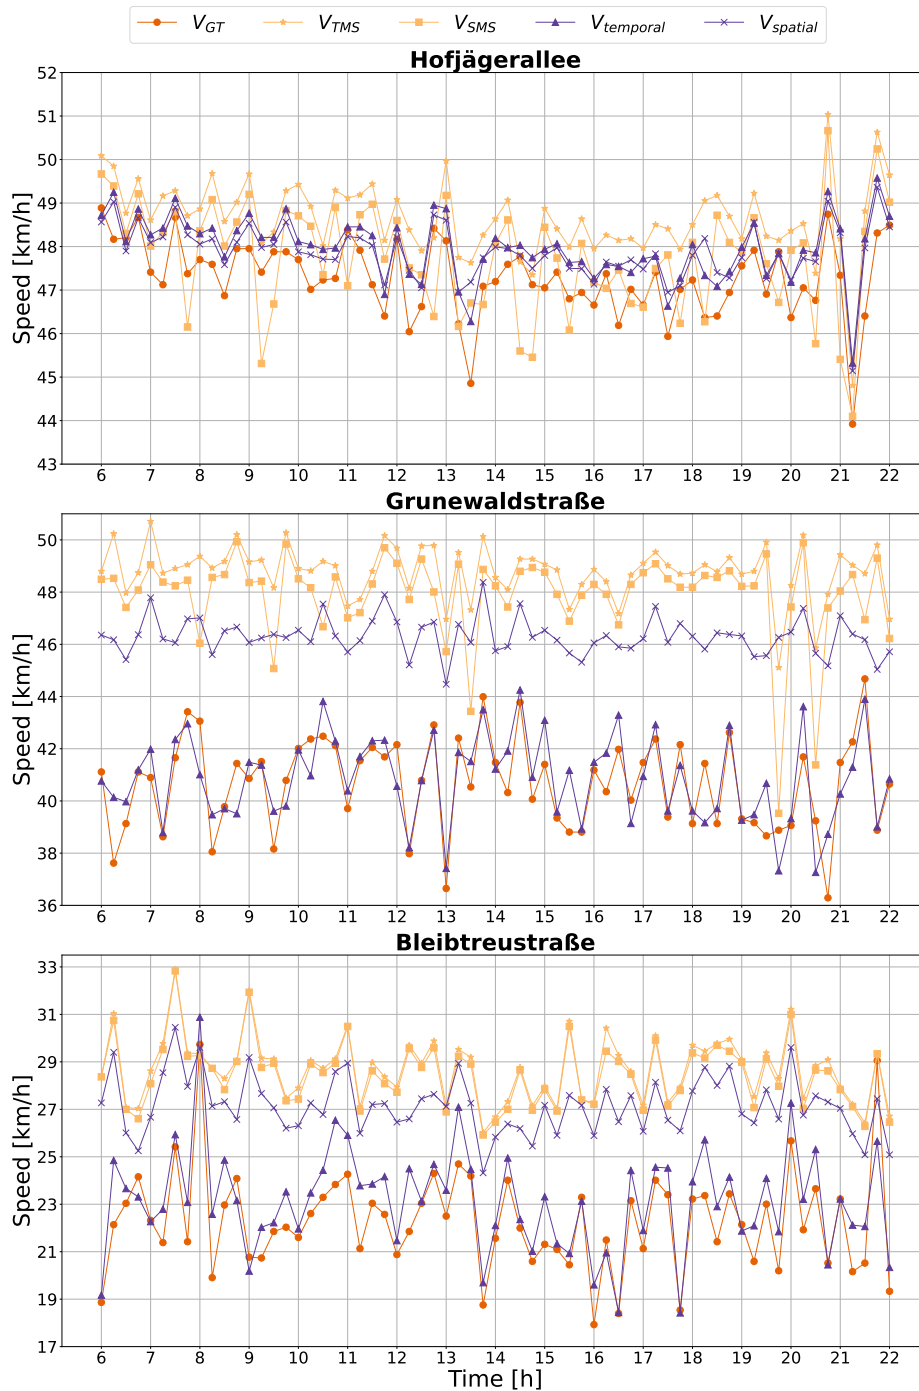 V_GT V_TMS V_SMS V_temporal V_spatial
Hofjägerallee
Speed [km/h]
52
51
50
49
48
47
46
45
44
43
6 7 8 9 10 11 12 13 14 15 16 17 18 19 20 21 22
Grunewaldstraße
Speed [km/h]
50
48
46
44
42
40
38
36
6 7 8 9 10 11 12 13 14 15 16 17 18 19 20 21 22
Bleibtreustraße
Speed [km/h]
33
31
29
27
25
23
21
19
17
6 7 8 9 10 11 12 13 14 15 16 17 18 19 20 21 22
Time [h]